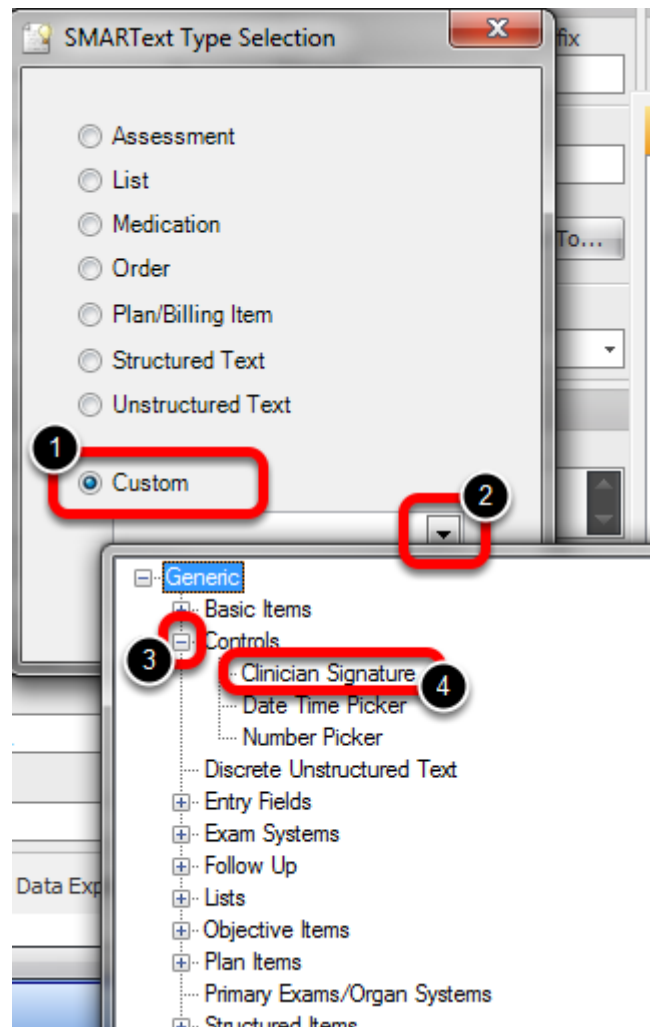 SMARText Type Selection
fix
Assessment
List
Medication
To...
Order
Plan/Billing Item
Structured Text
Unstructured Text
1
Custom
2
Generic
Basic Items
3
Controls
Clinician Signature
4
Date Time Picker
Number Picker
Discrete Unstructured Text
Entry Fields
Exam Systems
Follow Up
Data Exp
Lists
Objective Items
Plan Items
Primary Exams/Organ Systems
Structured Items